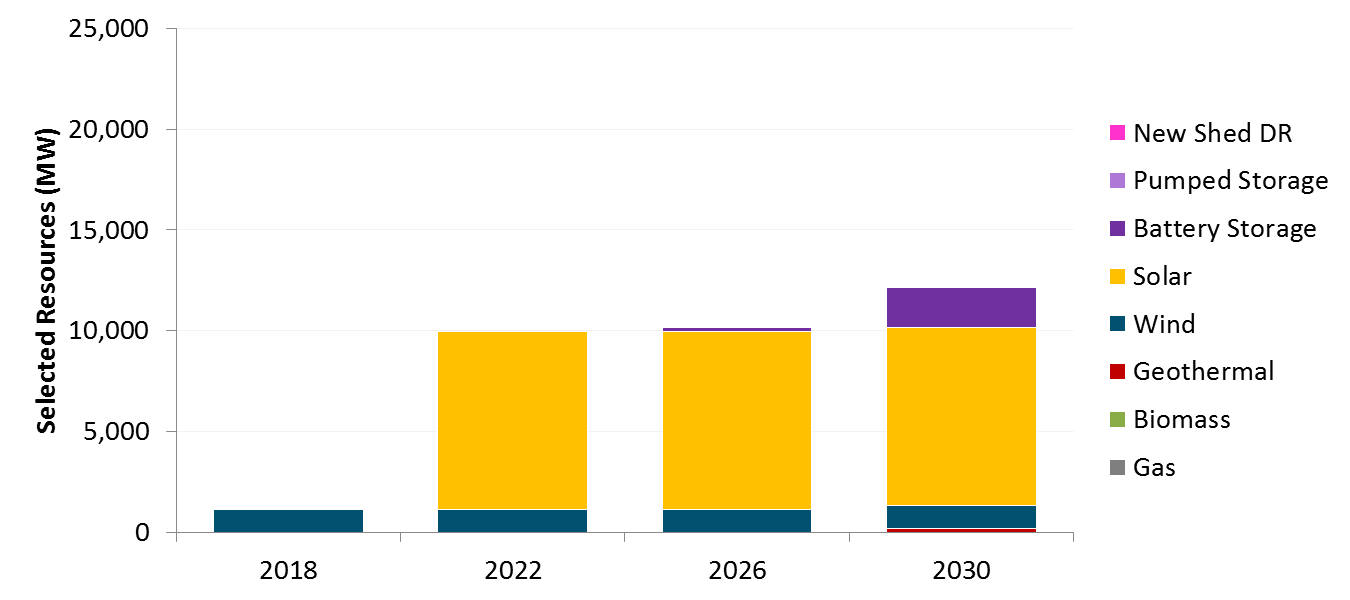 Selected Resources (MW)
25,000
20,000
15,000
10,000
5,000
0
2018
2022
2026
2030
New Shed DR
Pumped Storage
Battery Storage
Solar
Wind
Geothermal
Biomass
Gas